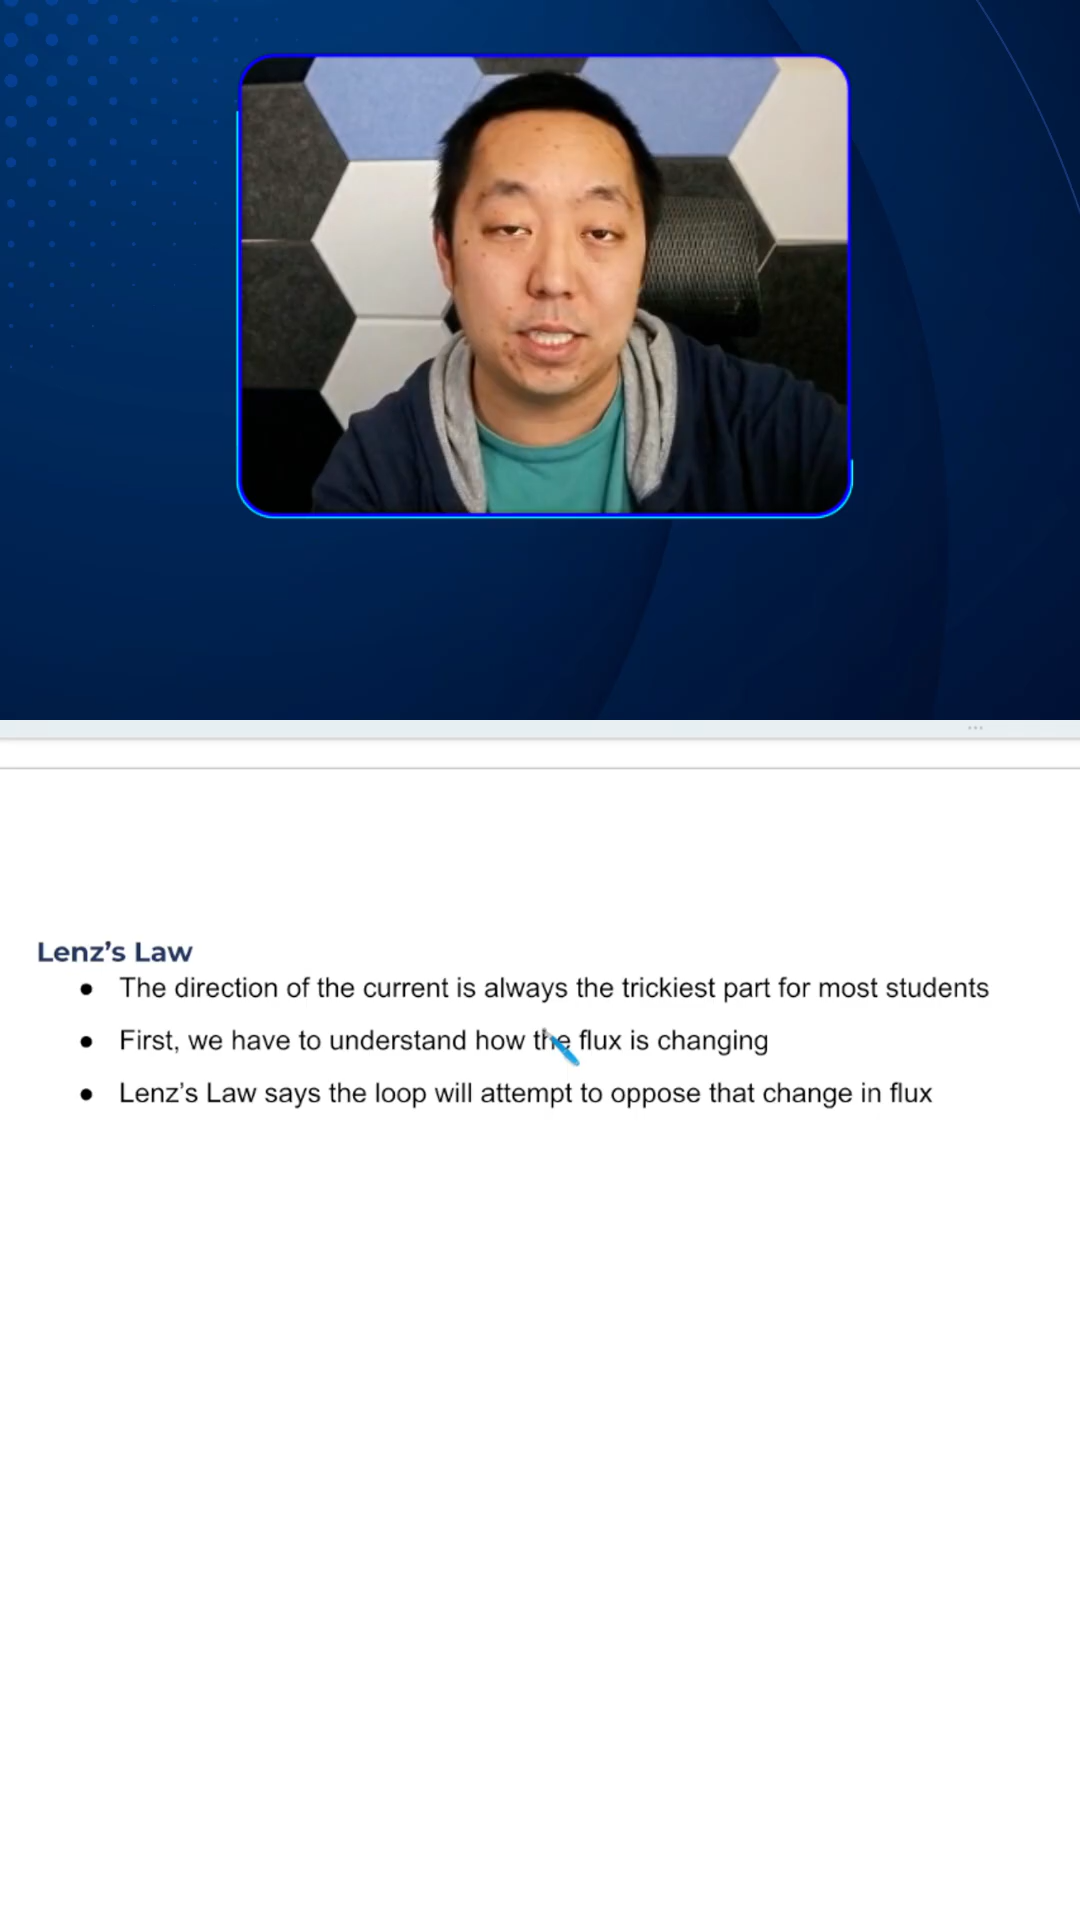 Lenz’s Law
● The direction of the current is always the trickiest part for most students
● First, we have to understand how the flux is changing
● Lenz’s Law says the loop will attempt to oppose that change in flux